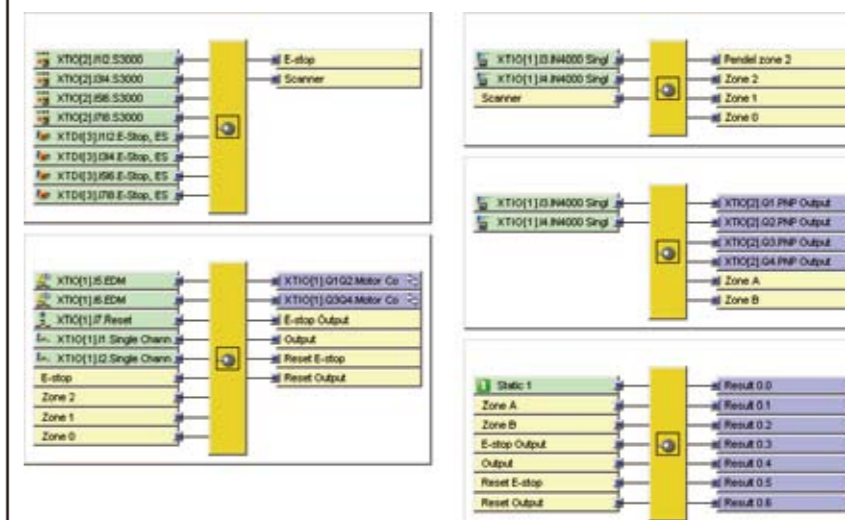 XTIO[2].I1I2.S3000
XTIO[2].I3I4.S3000
XTIO[2].I5I6.S3000
XTIO[2].I7I8.S3000
XTDI[3].I1I2.E-Stop, ES
XTDI[3].I3I4.E-Stop, ES
XTDI[3].I5I6.E-Stop, ES
XTDI[3].I7I8.E-Stop, ES
E-stop
Scanner
XTIO[1].I5.EDM
XTIO[1].I6.EDM
XTIO[1].I7.Reset
XTIO[1].I1.Single Chann
XTIO[1].I2.Single Chann
E-stop
Zone 2
Zone 1
Zone 0
XTIO[1].Q1Q2.Motor Co
XTIO[1].Q3Q4.Motor Co
E-stop Output
Output
Reset E-stop
Reset Output
XTIO[1].I3.IN4000 Singl
XTIO[1].I4.IN4000 Singl
Scanner
Pendel zone 2
Zone 2
Zone 1
Zone 0
XTIO[1].I3.IN4000 Singl
XTIO[1].I4.IN4000 Singl
XTIO[2].Q1.PNP Output
XTIO[2].Q2.PNP Output
XTIO[2].Q3.PNP Output
XTIO[2].Q4.PNP Output
Zone A
Zone B
1 Static 1
Zone A
Zone B
E-stop Output
Output
Reset E-stop
Reset Output
Result 0.0
Result 0.1
Result 0.2
Result 0.3
Result 0.4
Result 0.5
Result 0.6